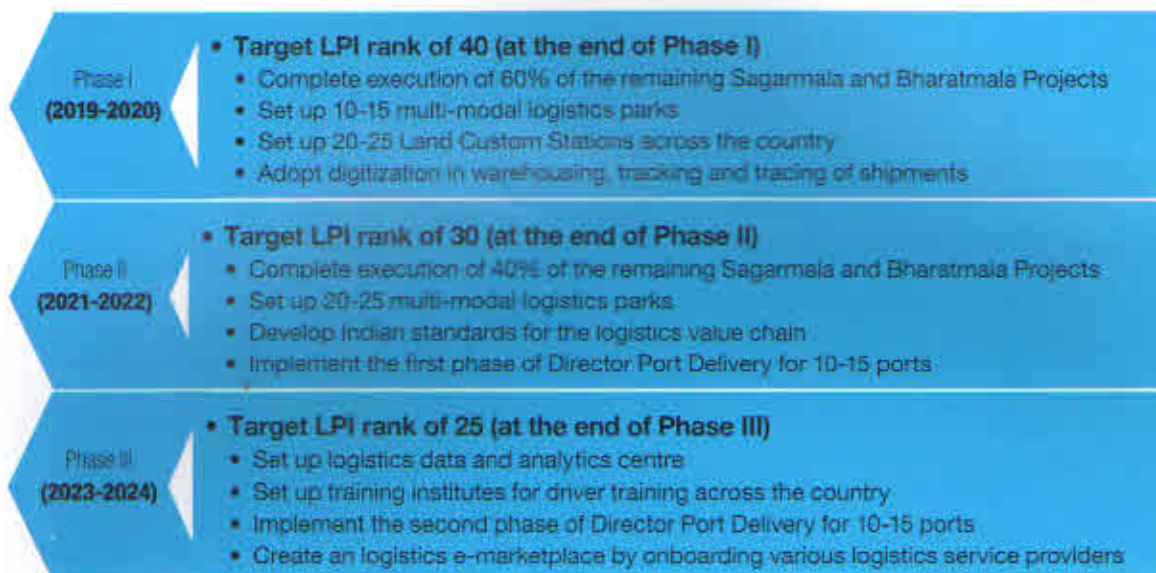 Phase I
(2019-2020)
• Target LPI rank of 40 (at the end of Phase I)
• Complete execution of 60% of the remaining Sagarmala and Bharatmala Projects
• Set up 10-15 multi-modal logistics parks
• Set up 20-25 Land Custom Stations across the country
• Adopt digitization in warehousing, tracking and tracing of shipments
Phase II
(2021-2022)
• Target LPI rank of 30 (at the end of Phase II)
• Complete execution of 40% of the remaining Sagarmala and Bharatmala Projects
• Set up 20-25 multi-modal logistics parks
• Develop Indian standards for the logistics value chain
• Implement the first phase of Director Port Delivery for 10-15 ports
Phase III
(2023-2024)
• Target LPI rank of 25 (at the end of Phase III)
• Set up logistics data and analytics centre
• Set up training institutes for driver training across the country
• Implement the second phase of Director Port Delivery for 10-15 ports
• Create an logistics e-marketplace by onboarding various logistics service providers